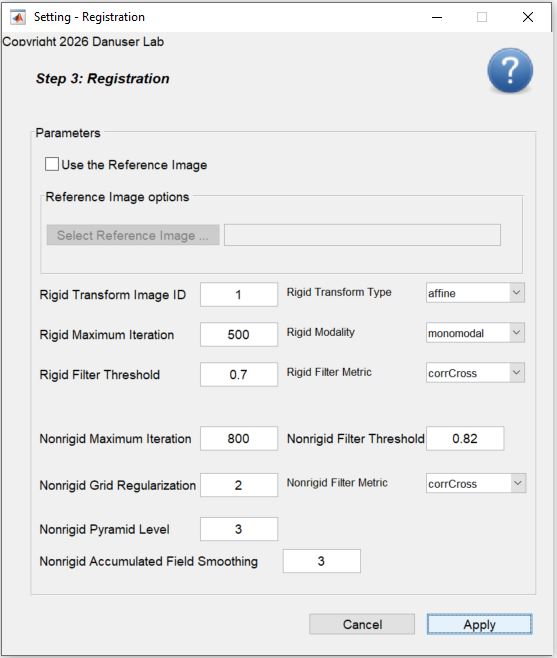 Setting - Registration
Copyright 2026 Danuser Lab
Step 3: Registration
?
Parameters
Use the Reference Image
Reference Image options
Select Reference Image ...
Rigid Transform Image ID 1 Rigid Transform Type affine
Rigid Maximum Iteration 500 Rigid Modality monomodal
Rigid Filter Threshold 0.7 Rigid Filter Metric corrCross
Nonrigid Maximum Iteration 800 Nonrigid Filter Threshold 0.82
Nonrigid Grid Regularization 2 Nonrigid Filter Metric corrCross
Nonrigid Pyramid Level 3
Nonrigid Accumulated Field Smoothing 3
Cancel Apply